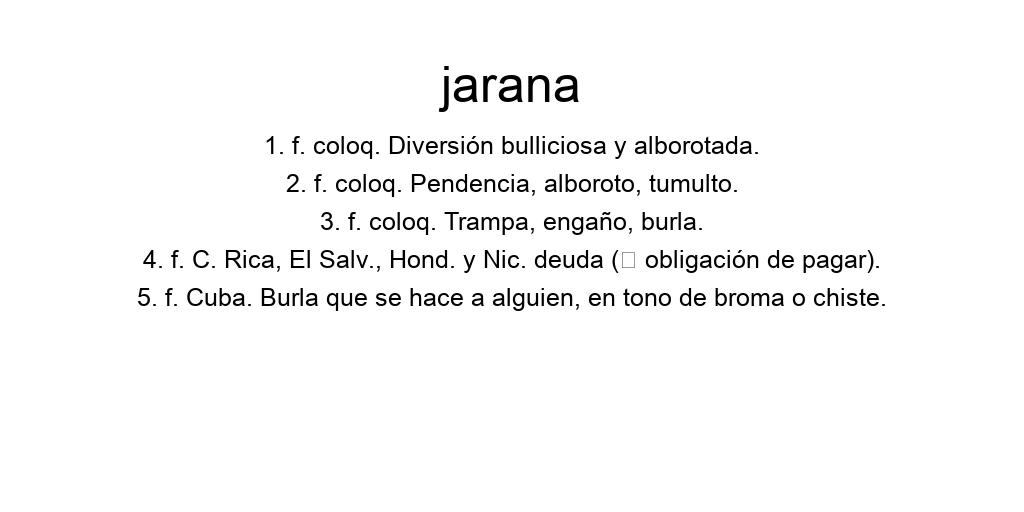 jarana
1. f. coloq. Diversión bulliciosa y alborotada.
2. f. coloq. Pendencia, alboroto, tumulto.
3. f. coloq. Trampa, engaño, burla.
4. f. C. Rica, El Salv., Hond. y Nic. deuda (□ obligación de pagar).
5. f. Cuba. Burla que se hace a alguien, en tono de broma o chiste.